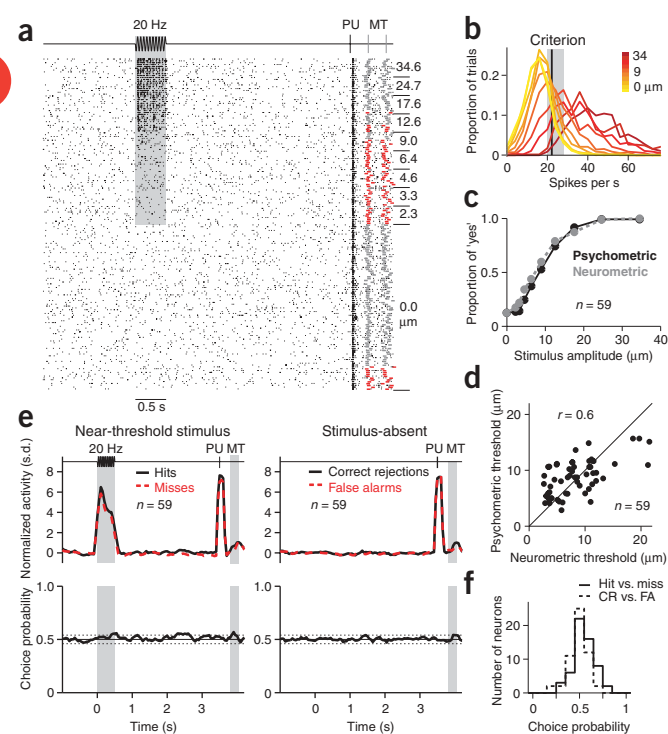 a
20 Hz
PU
MT
34.6
24.7
17.6
12.6
9.0
6.4
4.6
3.3
2.3
0.0
μm
0.5 s
b
Criterion
Proportion of trials
0.2
0.1
0
34
9
0 μm
0 20 40 60
Spikes per s
c
Proportion of 'yes'
1.0
0.5
0
Psychometric
Neurometric
n = 59
0 10 20 30 40
Stimulus amplitude (μm)
d
Psychometric threshold (μm)
20
10
0
r = 0.6
n = 59
0 10 20
Neurometric threshold (μm)
e
Near-threshold stimulus
20 Hz
PU MT
Normalized activity (s.d.)
8
6
4
2
0
Hits
Misses
n = 59
Stimulus-absent
PU MT
Correct rejections
False alarms
n = 59
Choice probability
1.0
0.5
0
0 1 2 3
Time (s)
0 1 2 3
Time (s)
f
Number of neurons
20
10
0
Hit vs. miss
CR vs. FA
0 0.5 1
Choice probability